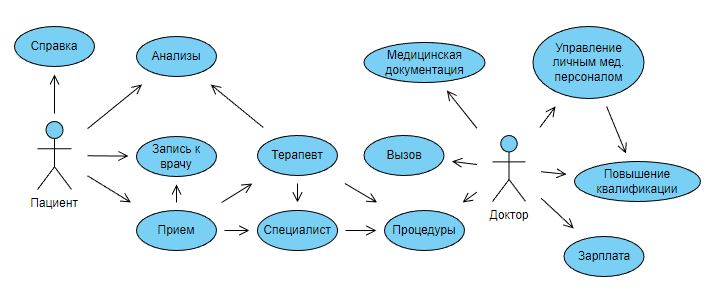 Справка
Анализы
Медицинская
документация
Управление
личным мед.
персоналом
Запись к
врачу
Терапевт
Вызов
Повышение
квалификации
Пациент
Доктор
Прием
Специалист
Процедуры
Зарплата